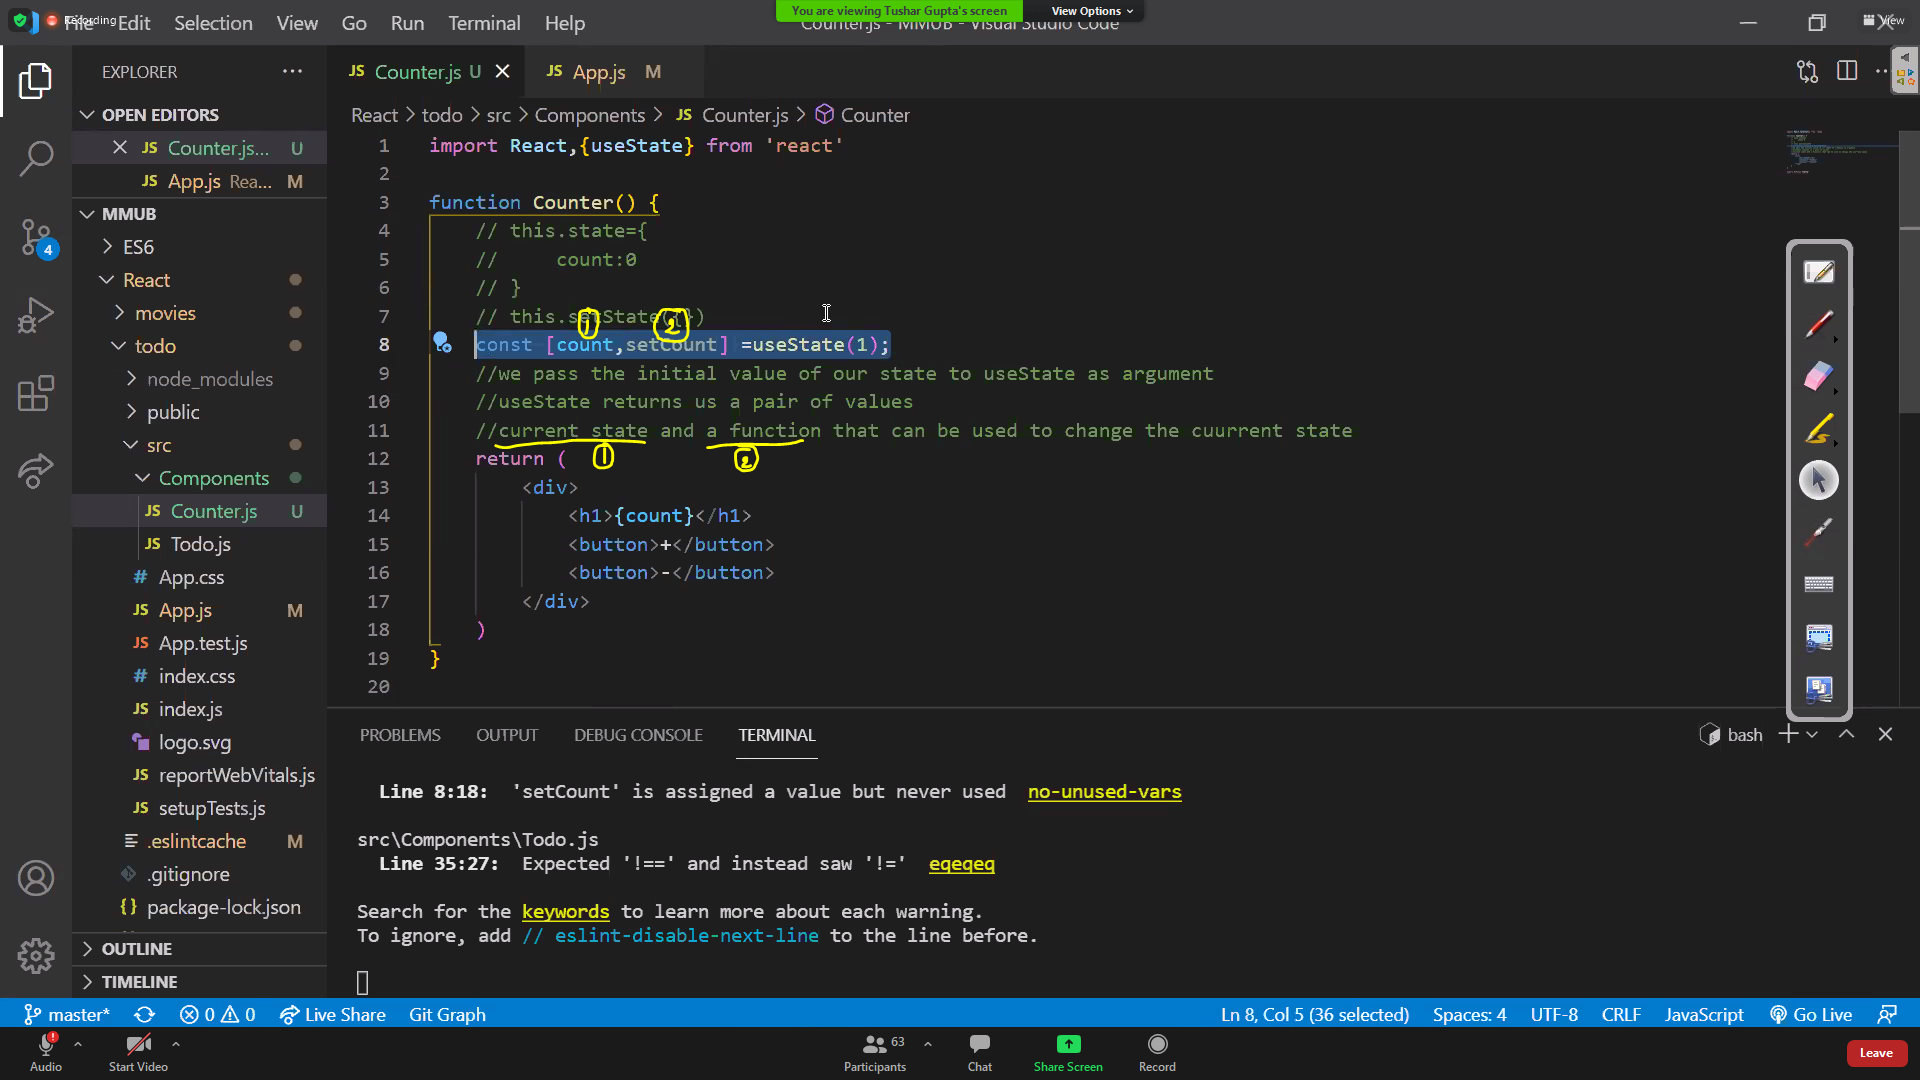 Recording
File Edit Selection View Go Run Terminal Help
You are viewing Tushar Gupta's screen View Options
Counter.js - MMUB - Visual Studio Code
View
EXPLORER
OPEN EDITORS
JS Counter.js... U
JS App.js Rea... M
MMUB
ES6
React
movies
todo
node_modules
public
src
Components
JS Counter.js U
JS Todo.js
# App.css
JS App.js M
JS App.test.js
# index.css
JS index.js
logo.svg
JS reportWebVitals.js
JS setupTests.js
.eslintcache M
.gitignore
{} package-lock.json
OUTLINE
TIMELINE
4
JS Counter.js U
JS App.js M
React > todo > src > Components > JS Counter.js > Counter
1 import React,{useState} from 'react'
2
3 function Counter() {
4 // this.state={
5 //     count:0
6 // }
7 // this.setState({})
1 2
8 const [count,setCount] =useState(1);
9 //we pass the initial value of our state to useState as argument
10 //useState returns us a pair of values
11 //current state and a function that can be used to change the cuurrent state
1 2
12 return (
13 <div>
14 <h1>{count}</h1>
15 <button>+</button>
16 <button>-</button>
17 </div>
18 )
19 }
20
PROBLEMS OUTPUT DEBUG CONSOLE TERMINAL
bash
Line 8:18: 'setCount' is assigned a value but never used no-unused-vars
src\Components\Todo.js
Line 35:27: Expected '!==' and instead saw '!=' eqeqeq
Search for the keywords to learn more about each warning.
To ignore, add // eslint-disable-next-line to the line before.
master* 0 0 Live Share Git Graph
Ln 8, Col 5 (36 selected) Spaces: 4 UTF-8 CRLF JavaScript Go Live
Audio Start Video Participants 63 Chat Share Screen Record Leave